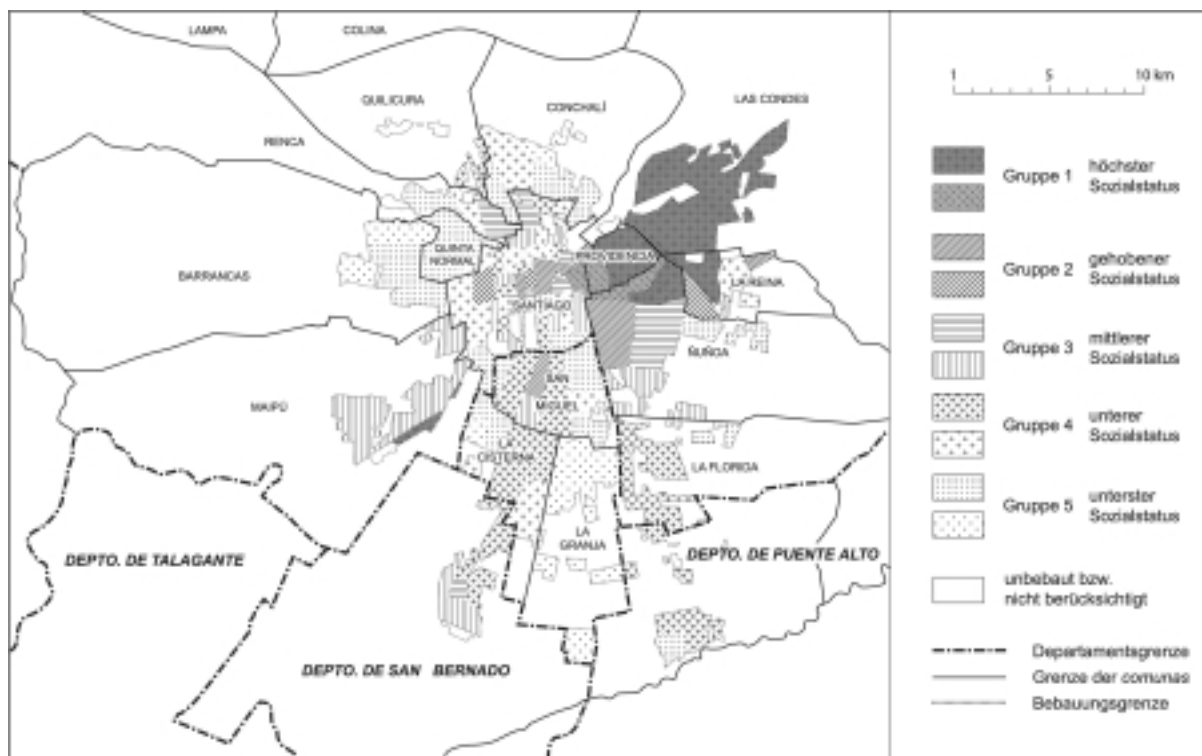 LAMPA
COLINA
QUILICURA
CONCHALÍ
LAS CONDES
RENCA
BARRANCAS
QUINTA
NORMAL
PROVIDENCIA
LA REINA
SANTIAGO
ÑUÑOA
SAN
MIGUEL
MAIPÚ
LA
CISTERNA
LA FLORIDA
LA
GRANJA
DEPTO. DE TALAGANTE
DEPTO. DE PUENTE ALTO
DEPTO. DE SAN BERNADO
1 5 10 km
Gruppe 1 höchster
Sozialstatus
Gruppe 2 gehobener
Sozialstatus
Gruppe 3 mittlerer
Sozialstatus
Gruppe 4 unterer
Sozialstatus
Gruppe 5 unterster
Sozialstatus
unbebaut bzw.
nicht berücksichtigt
Departamentsgrenze
Grenze der comunas
Bebauungsgrenze